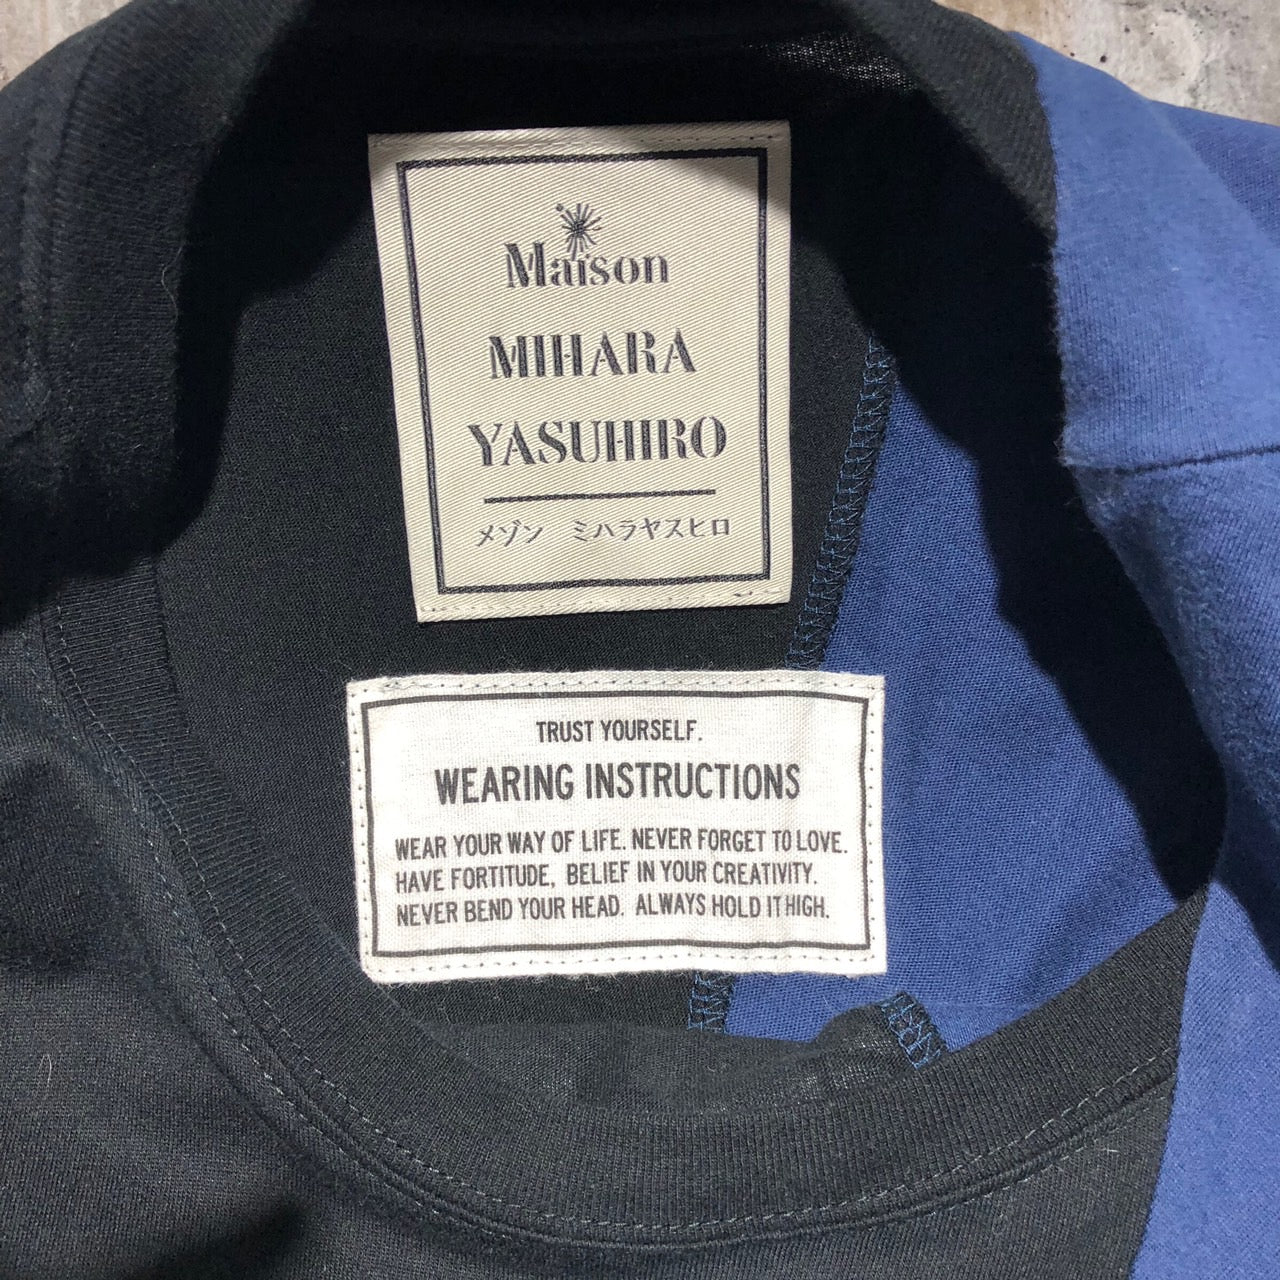 Maison
MIHARA
YASUHIRO
メゾン ミハラヤスヒロ
TRUST YOURSELF.
WEARING INSTRUCTIONS
WEAR YOUR WAY OF LIFE. NEVER FORGET TO LOVE.
HAVE FORTITUDE, BELIEF IN YOUR CREATIVITY.
NEVER BEND YOUR HEAD. ALWAYS HOLD IT HIGH.